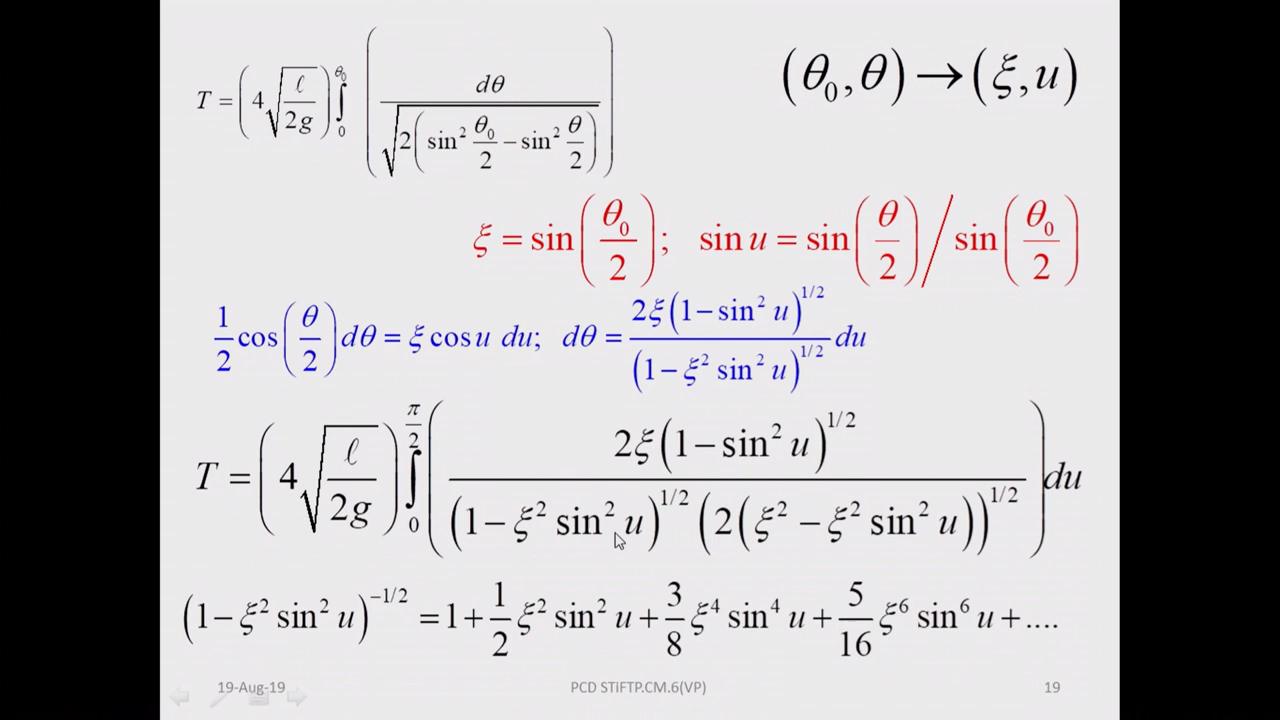 T = (4√(ℓ/2g)) ∫₀^θ₀ (dθ / √(2(sin² θ₀/2 − sin² θ/2)))
(θ₀, θ) → (ξ, u)
ξ = sin(θ₀/2); sin u = sin(θ/2) / sin(θ₀/2)
1/2 cos(θ/2) dθ = ξ cos u du; dθ = 2ξ(1 − sin² u)^1/2 / (1 − ξ² sin² u)^1/2 du
T = (4√(ℓ/2g)) ∫₀^π/2 (2ξ(1 − sin² u)^1/2 / ((1 − ξ² sin² u)^1/2 (2(ξ² − ξ² sin² u))^1/2)) du
(1 − ξ² sin² u)^−1/2 = 1 + 1/2 ξ² sin² u + 3/8 ξ⁴ sin⁴ u + 5/16 ξ⁶ sin⁶ u + ....
19-Aug-19 PCD STiFTP.CM.6(VP) 19